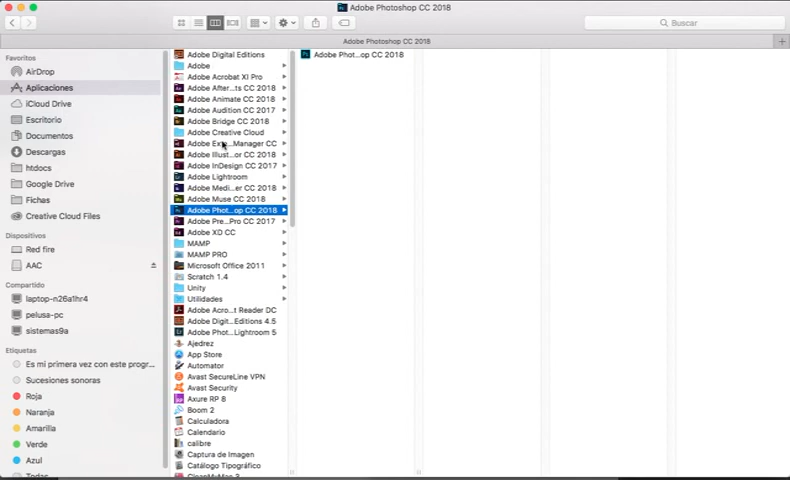 Adobe Photoshop CC 2018
Buscar
Adobe Photoshop CC 2018
Favoritos
AirDrop
Aplicaciones
iCloud Drive
Escritorio
Documentos
Descargas
htdocs
Google Drive
Fichas
Creative Cloud Files
Dispositivos
Red fire
AAC
Compartido
laptop-n26a1hr4
pelusa-pc
sistemas9a
Etiquetas
Es mi primera vez con este progr...
Sucesiones sonoras
Roja
Naranja
Amarilla
Verde
Azul
Todas
Adobe Digital Editions
Adobe
Adobe Acrobat XI Pro
Adobe After...ts CC 2018
Adobe Animate CC 2018
Adobe Audition CC 2017
Adobe Bridge CC 2018
Adobe Creative Cloud
Adobe Ext...Manager CC
Adobe Illust...or CC 2018
Adobe InDesign CC 2017
Adobe Lightroom
Adobe Medi...er CC 2018
Adobe Muse CC 2018
Adobe Phot...op CC 2018
Adobe Pre...Pro CC 2017
Adobe XD CC
MAMP
MAMP PRO
Microsoft Office 2011
Scratch 1.4
Unity
Utilidades
Adobe Acro...t Reader DC
Adobe Digit...Editions 4.5
Adobe Phot...Lightroom 5
Ajedrez
App Store
Automator
Avast SecureLine VPN
Avast Security
Axure RP 8
Boom 2
Calculadora
Calendario
calibre
Captura de Imagen
Catálogo Tipográfico
CleanMyMac 3
Adobe Phot...op CC 2018